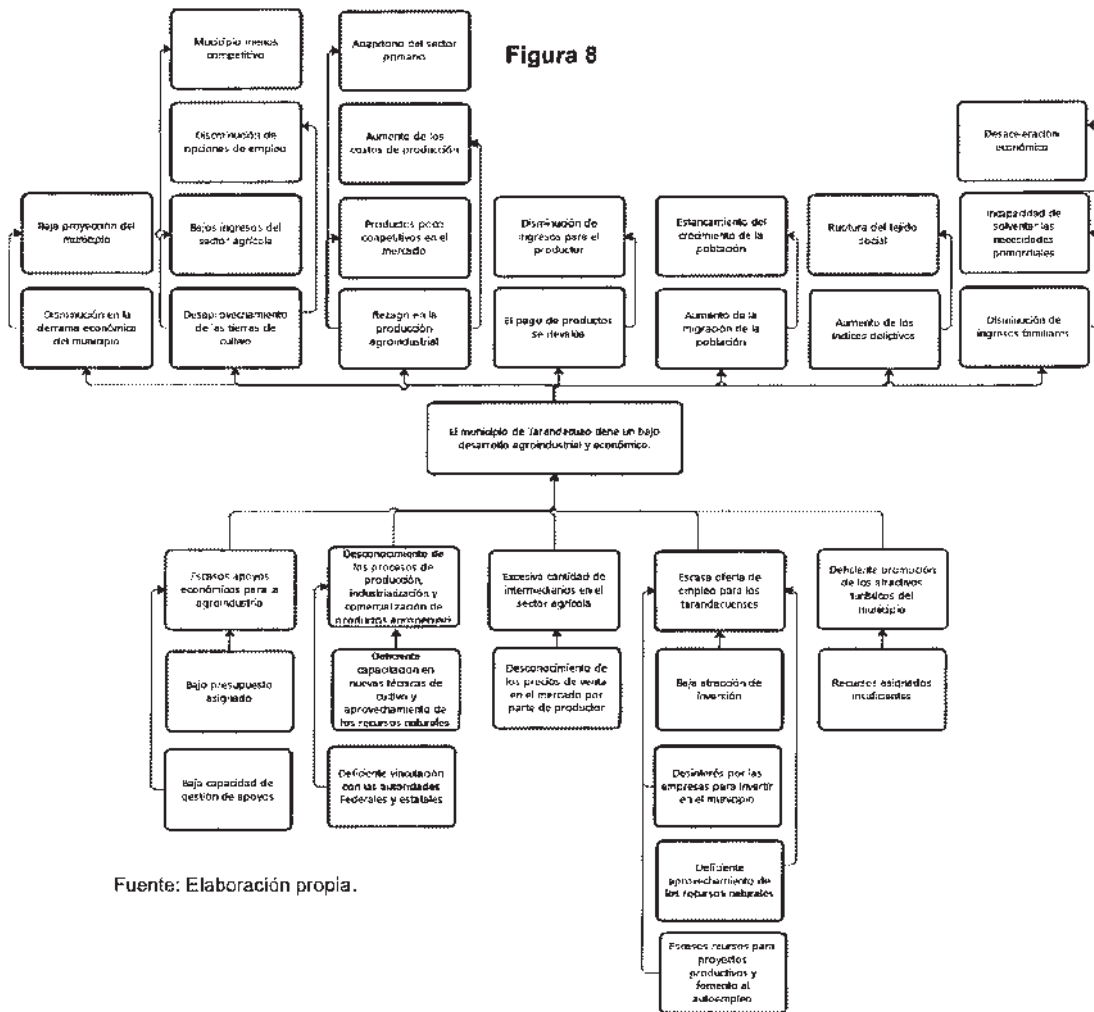 Figura 8
Municipio menos
competitivo
Disminución de
opciones de empleo
Bajos ingresos del
sector agrícola
Desaprovechamiento
de las tierras de
cultivo
Baja proyección del
municipio
Disminución en la
derrama económica
del municipio
Abandono del sector
primario
Aumento de los
costos de producción
Productos poco
competitivos en el
mercado
Rezago en la
producción
agroindustrial
Disminución de
ingresos para el
productor
El pago de productos
se devalúa
Estancamiento del
crecimiento de la
población
Aumento de la
migración de la
población
Ruptura del tejido
social
Aumento de los
índices delictivos
Desaceleración
económica
Incapacidad de
solventar las
necesidades
primordiales
Disminución de
ingresos familiares
El municipio de Tarandacuao tiene un bajo
desarrollo agroindustrial y económico.
Escasos apoyos
económicos para la
agroindustria
Bajo presupuesto
asignado
Baja capacidad de
gestión de apoyos
Desconocimiento de
los procesos de
producción,
industrialización y
comercialización de
productos
Deficiente
capacitación en
nuevas técnicas de
cultivo y
aprovechamiento de
los recursos naturales
Deficiente vinculación
con las autoridades
Federales y estatales
Excesiva cantidad de
intermediarios en el
sector agrícola
Desconocimiento de
los precios de venta
en el mercado por
parte de productor
Escasa oferta de
empleo para los
tarandacuenses
Baja atracción de
inversión
Desinterés por las
empresas para invertir
en el municipio
Deficiente
aprovechamiento de
los recursos naturales
Escasos recursos para
proyectos
productivos y
fomento al
autoempleo
Deficiente promoción
de los atractivos
turísticos del
municipio
Recursos asignados
insuficientes
Fuente: Elaboración propia.